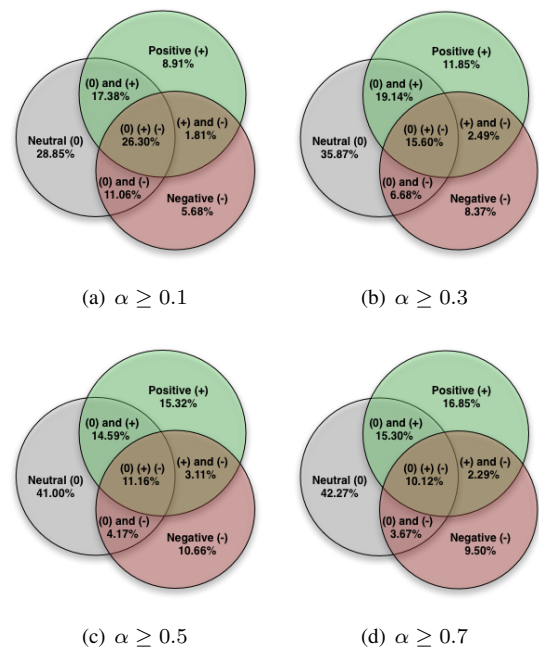 Positive (+)
8.91%
(0) and (+)
17.38%
Neutral (0)
28.85%
(0) (+) (-)
26.30%
(+) and (-)
1.81%
(0) and (-)
11.06%
Negative (-)
5.68%
(a) α ≥ 0.1
Positive (+)
11.85%
(0) and (+)
19.14%
Neutral (0)
35.87%
(0) (+) (-)
15.60%
(+) and (-)
2.49%
(0) and (-)
6.68%
Negative (-)
8.37%
(b) α ≥ 0.3
Positive (+)
15.32%
(0) and (+)
14.59%
Neutral (0)
41.00%
(0) (+) (-)
11.16%
(+) and (-)
3.11%
(0) and (-)
4.17%
Negative (-)
10.66%
(c) α ≥ 0.5
Positive (+)
16.85%
(0) and (+)
15.30%
Neutral (0)
42.27%
(0) (+) (-)
10.12%
(+) and (-)
2.29%
(0) and (-)
3.67%
Negative (-)
9.50%
(d) α ≥ 0.7